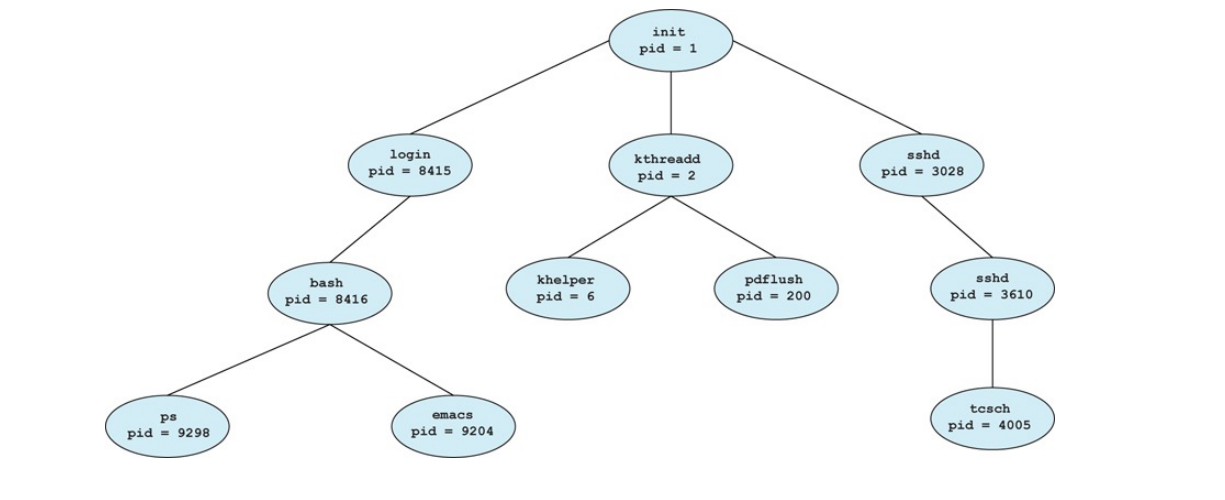 init
pid = 1
login
pid = 8415
kthreadd
pid = 2
sshd
pid = 3028
bash
pid = 8416
khelper
pid = 6
pdflush
pid = 200
sshd
pid = 3610
ps
pid = 9298
emacs
pid = 9204
tcsch
pid = 4005